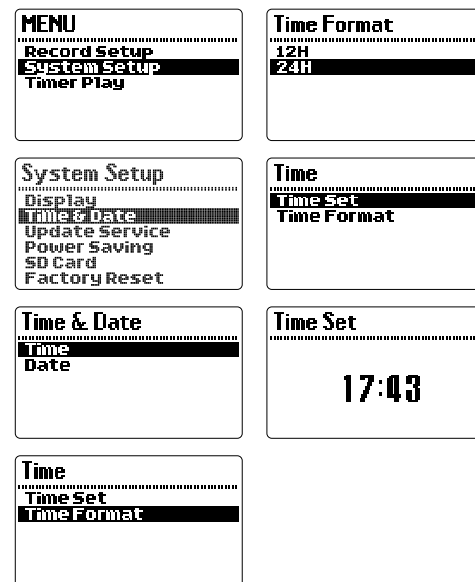 MENU
Record Setup
System Setup
Timer Play
System Setup
Display
Time & Date
Update Service
Power Saving
SD Card
Factory Reset
Time & Date
Time
Date
Time
Time Set
Time Format
Time Format
12H
24H
Time
Time Set
Time Format
Time Set
17:43